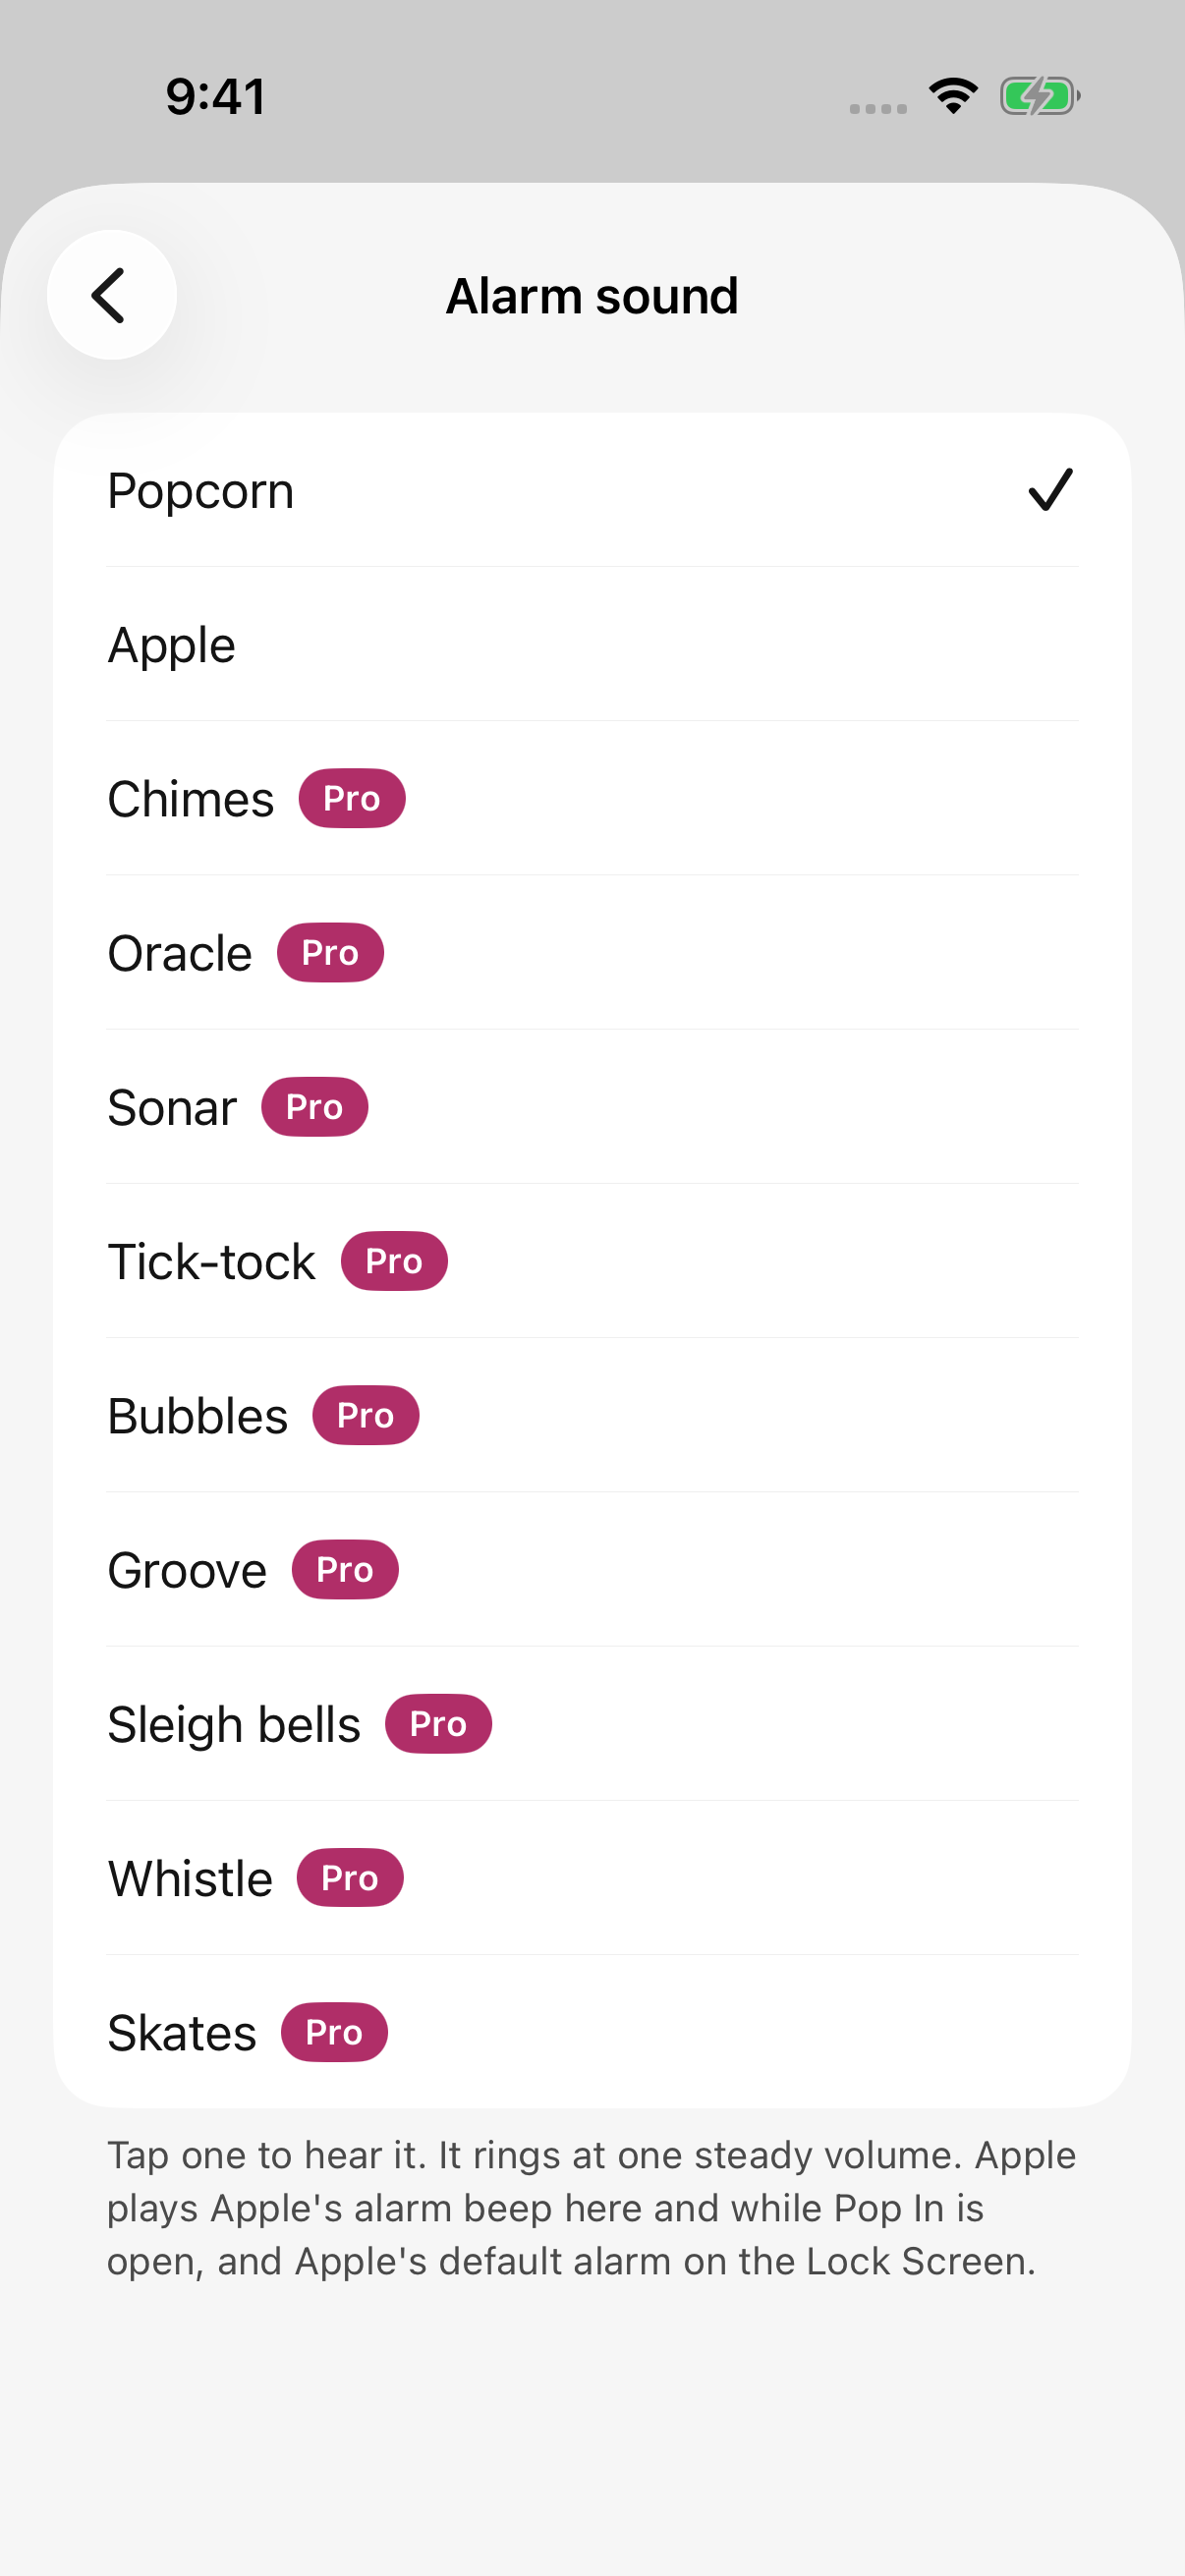 9:41
Alarm sound
Popcorn
Apple
Chimes Pro
Oracle Pro
Sonar Pro
Tick-tock Pro
Bubbles Pro
Groove Pro
Sleigh bells Pro
Whistle Pro
Skates Pro
Tap one to hear it. It rings at one steady volume. Apple
plays Apple's alarm beep here and while Pop In is
open, and Apple's default alarm on the Lock Screen.